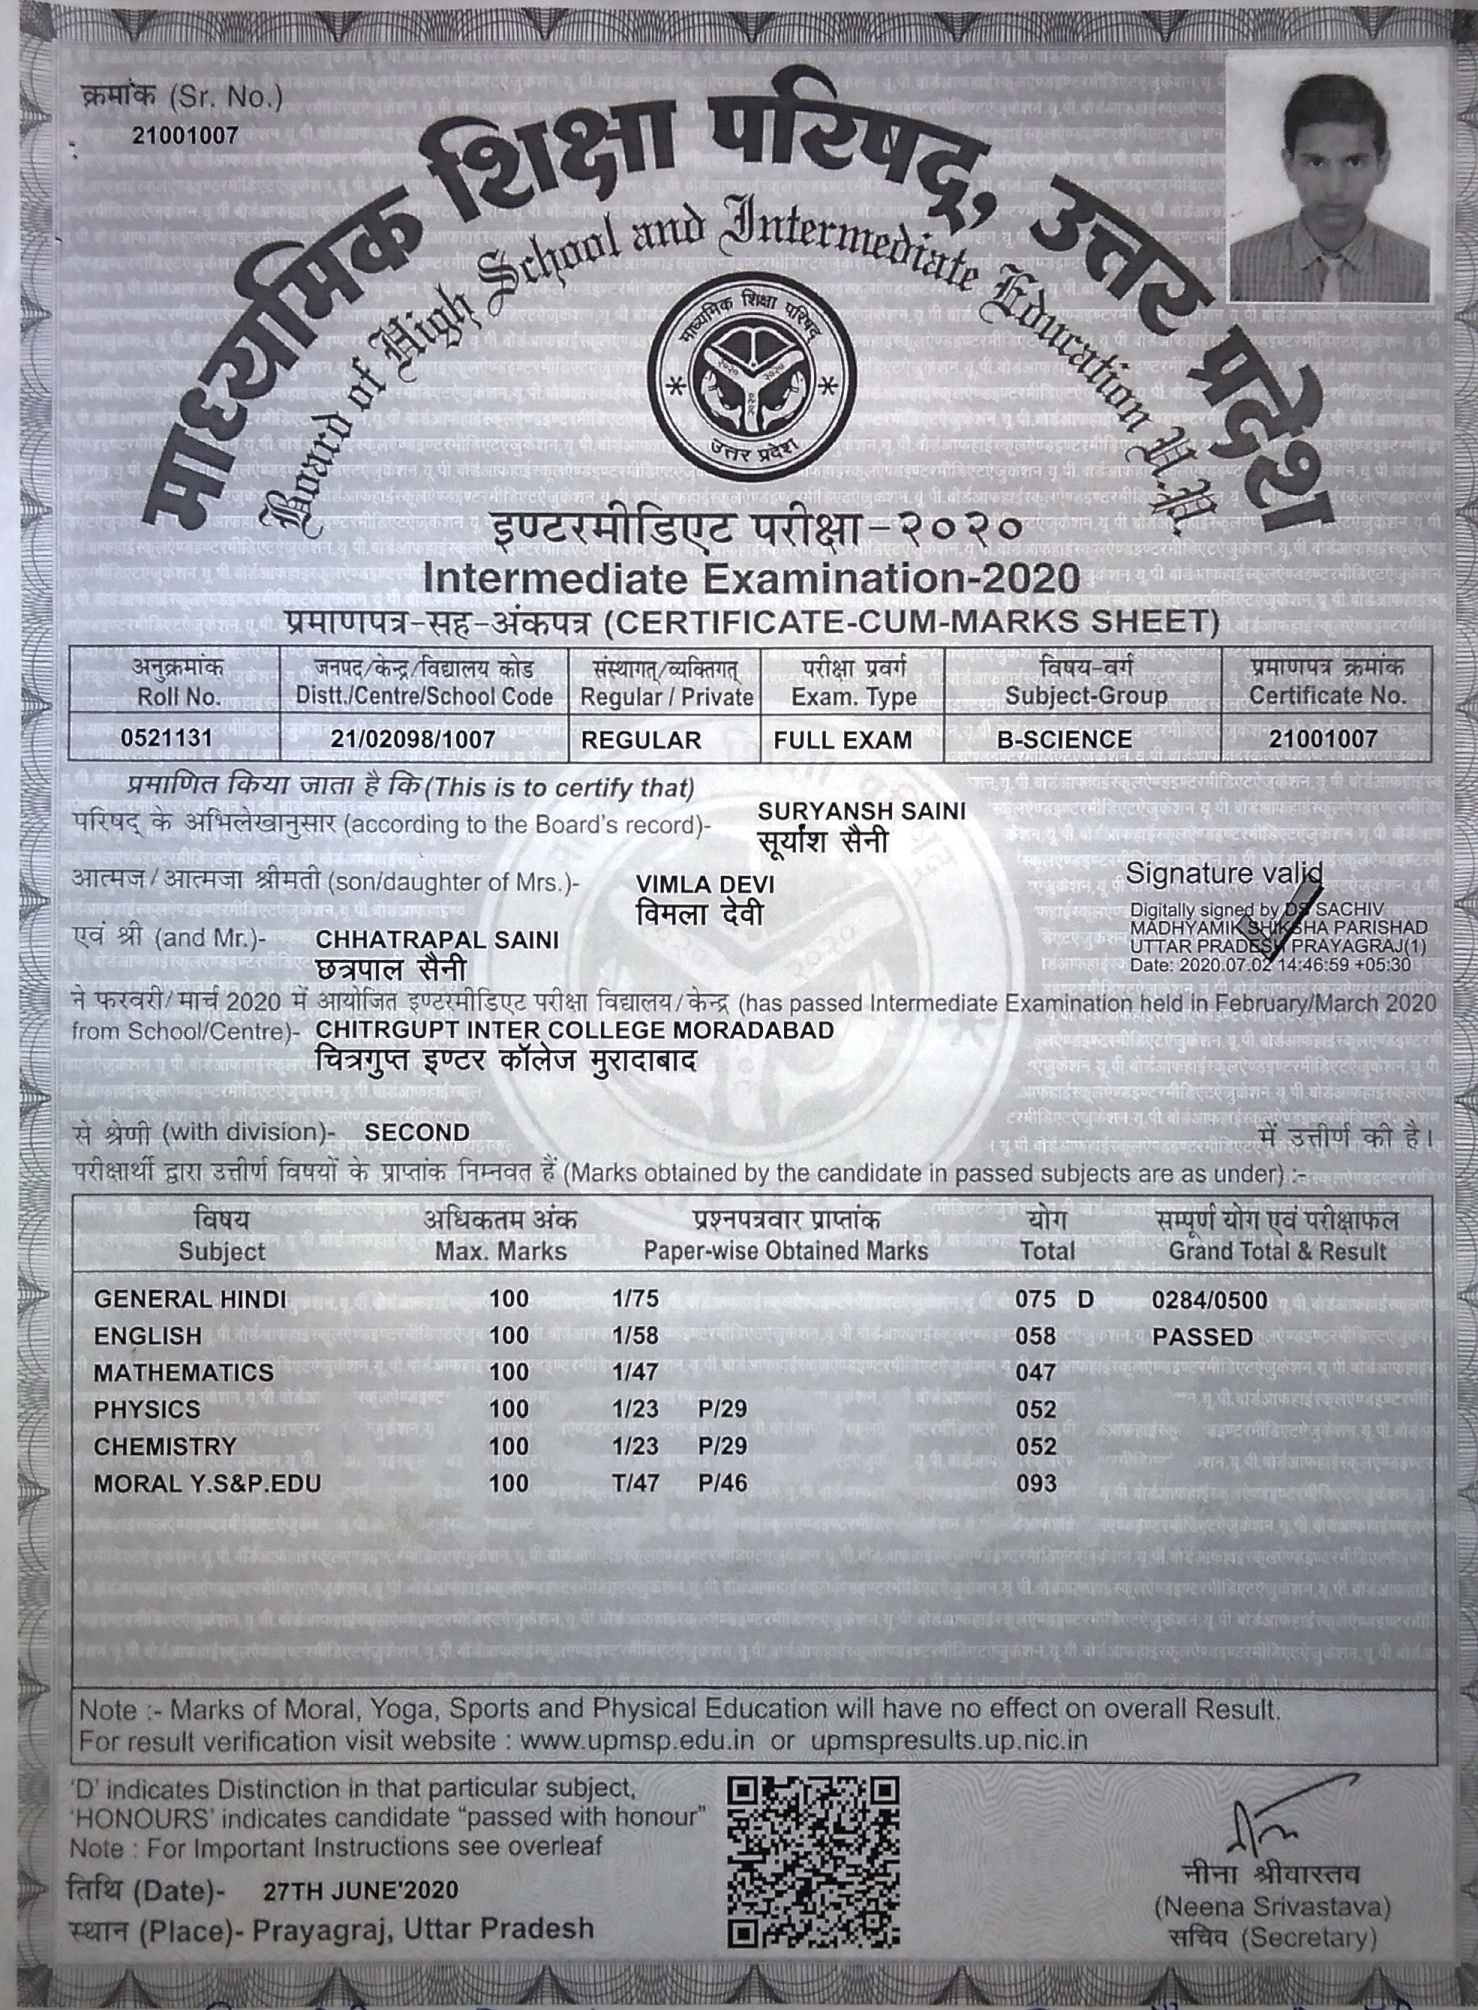 क्रमांक (Sr. No.)
21001007
माध्यमिक शिक्षा परिषद्, उत्तर प्रदेश
Board of High School and Intermediate Education U.P.
माध्यमिक शिक्षा परिषद्
२०२० २०२०
२०२०
उत्तर प्रदेश
इण्टरमीडिएट परीक्षा-२०२०
Intermediate Examination-2020
प्रमाणपत्र-सह-अंकपत्र (CERTIFICATE-CUM-MARKS SHEET)
अनुक्रमांक जनपद/केन्द्र/विद्यालय कोड संस्थागत्/व्यक्तिगत् परीक्षा प्रवर्ग विषय-वर्ग प्रमाणपत्र क्रमांक
Roll No. Distt./Centre/School Code Regular / Private Exam. Type Subject-Group Certificate No.
0521131 21/02098/1007 REGULAR FULL EXAM B-SCIENCE 21001007
प्रमाणित किया जाता है कि (This is to certify that)
परिषद् के अभिलेखानुसार (according to the Board's record)- SURYANSH SAINI
सूर्यांश सैनी
आत्मज/आत्मजा श्रीमती (son/daughter of Mrs.)- VIMLA DEVI
विमला देवी
एवं श्री (and Mr.)- CHHATRAPAL SAINI
छत्रपाल सैनी
Signature valid
Digitally signed by DS SACHIV
MADHYAMIK SHIKSHA PARISHAD
UTTAR PRADESH PRAYAGRAJ(1)
Date: 2020.07.02 14:46:59 +05:30
ने फरवरी/मार्च 2020 में आयोजित इण्टरमीडिएट परीक्षा विद्यालय/केन्द्र (has passed Intermediate Examination held in February/March 2020
from School/Centre)- CHITRGUPT INTER COLLEGE MORADABAD
चित्रगुप्त इण्टर कॉलेज मुरादाबाद
से श्रेणी (with division)- SECOND में उत्तीर्ण की है।
परीक्षार्थी द्वारा उत्तीर्ण विषयों के प्राप्तांक निम्नवत हैं (Marks obtained by the candidate in passed subjects are as under) :-
विषय अधिकतम अंक प्रश्नपत्रवार प्राप्तांक योग सम्पूर्ण योग एवं परीक्षाफल
Subject Max. Marks Paper-wise Obtained Marks Total Grand Total & Result
GENERAL HINDI 100 1/75 075 D 0284/0500
ENGLISH 100 1/58 058 PASSED
MATHEMATICS 100 1/47 047
PHYSICS 100 1/23 P/29 052
CHEMISTRY 100 1/23 P/29 052
MORAL Y.S&P.EDU 100 T/47 P/46 093
Note :- Marks of Moral, Yoga, Sports and Physical Education will have no effect on overall Result.
For result verification visit website : www.upmsp.edu.in or upmspresults.up.nic.in
'D' indicates Distinction in that particular subject,
'HONOURS' indicates candidate "passed with honour"
Note : For Important Instructions see overleaf
तिथि (Date)- 27TH JUNE'2020
स्थान (Place)- Prayagraj, Uttar Pradesh
नीना श्रीवास्तव
(Neena Srivastava)
सचिव (Secretary)